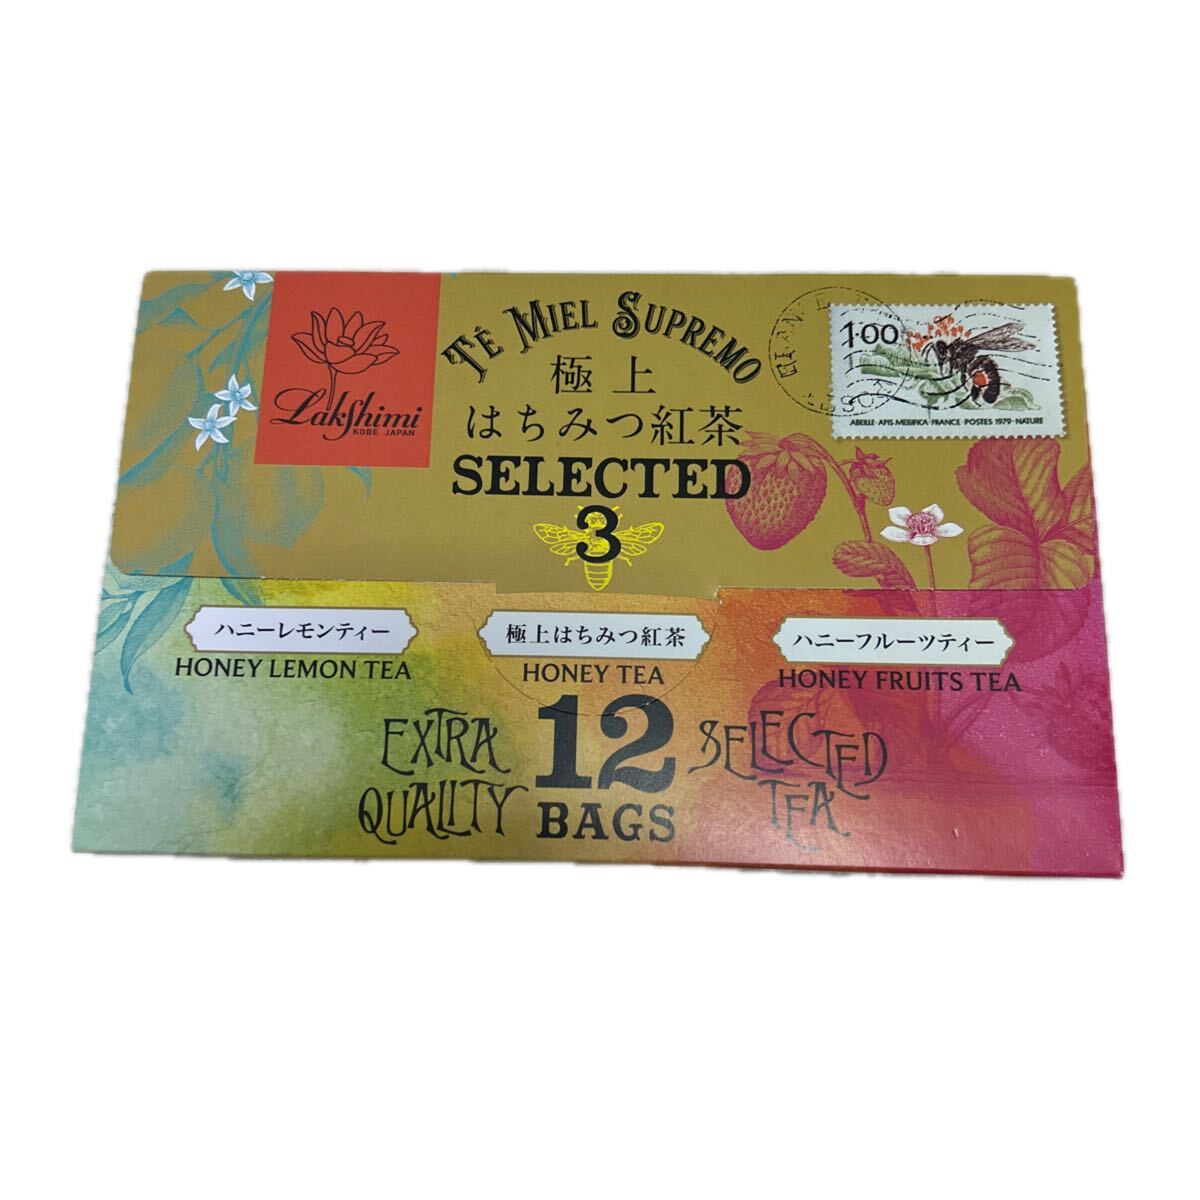 Lakshimi
KOBE JAPAN
TÉ MIEL SUPREMO
極上
はちみつ紅茶
SELECTED
3
1.00
ABEILLE·APIS MELLIFICA·FRANCE·POSTES 1979·NATURE
ハニーレモンティー
HONEY LEMON TEA
極上はちみつ紅茶
HONEY TEA
ハニーフルーツティー
HONEY FRUITS TEA
EXTRA
QUALITY
12
BAGS
SELECTED
TEA